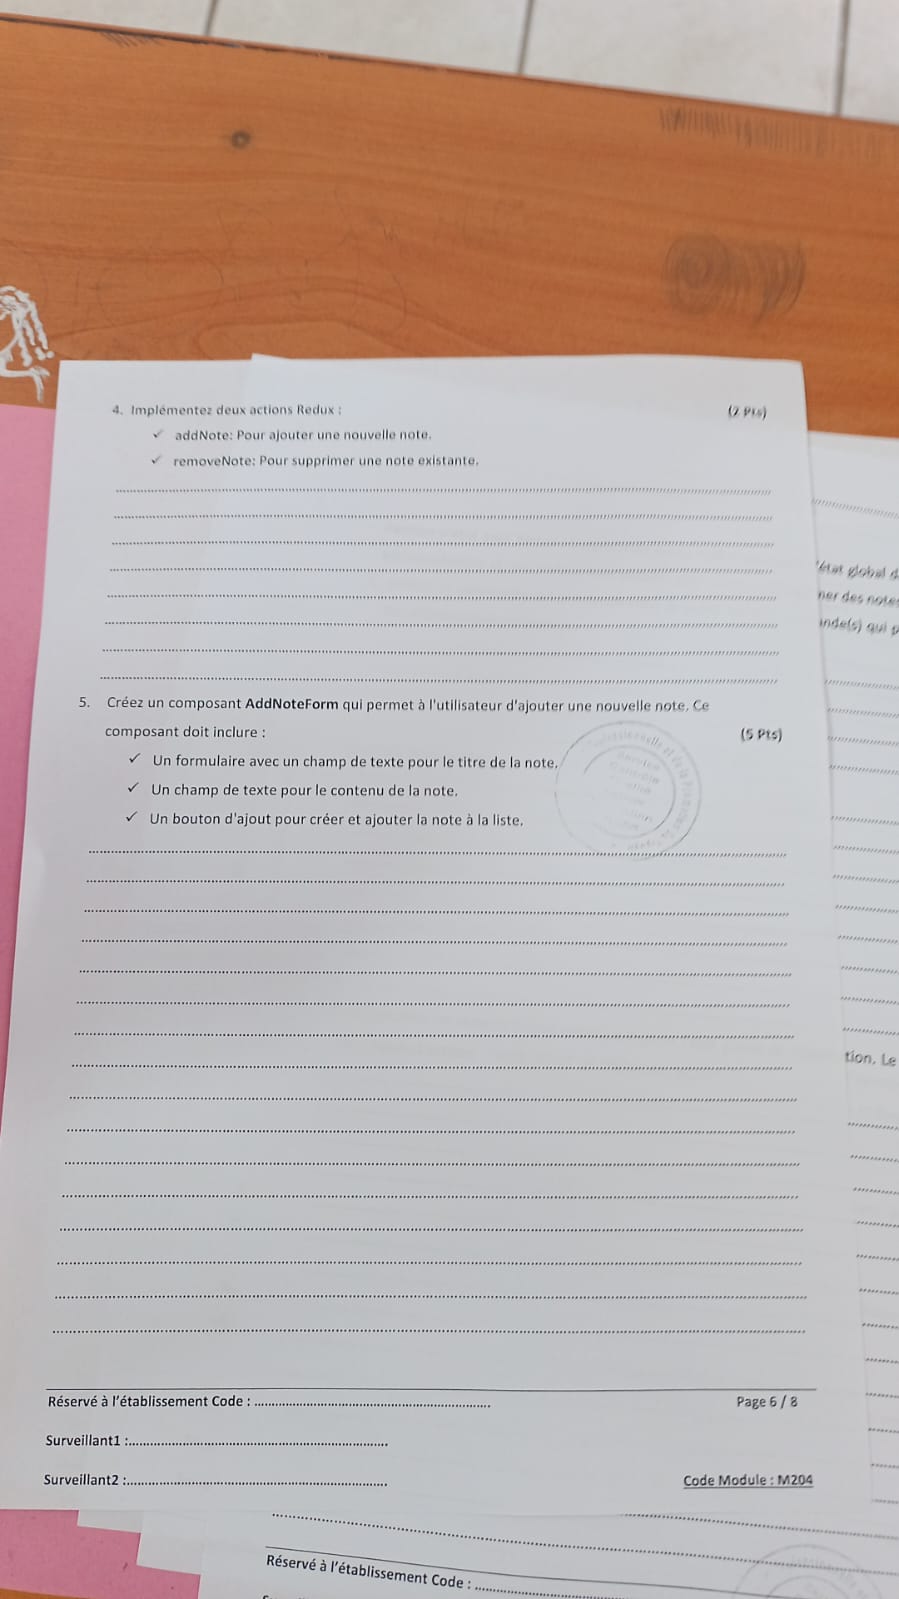 4. Implémentez deux actions Redux :
(2 Pts)
✓ addNote: Pour ajouter une nouvelle note.
✓ removeNote: Pour supprimer une note existante.
5. Créez un composant AddNoteForm qui permet à l'utilisateur d'ajouter une nouvelle note. Ce
composant doit inclure :
(5 Pts)
✓ Un formulaire avec un champ de texte pour le titre de la note.
✓ Un champ de texte pour le contenu de la note.
✓ Un bouton d'ajout pour créer et ajouter la note à la liste.
Réservé à l'établissement Code :
Page 6 / 8
Surveillant1 :
Surveillant2 :
Code Module : M204
état global d
ner des notes
ande(s) qui p
tion. Le
Réservé à l'établissement Code :